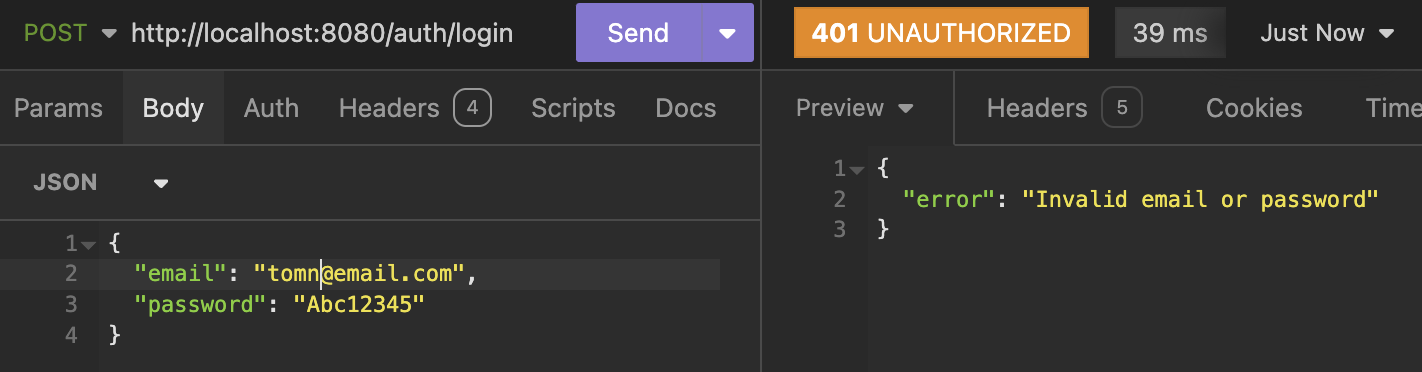 POST http://localhost:8080/auth/login Send 401 UNAUTHORIZED 39 ms Just Now
Params Body Auth Headers 4 Scripts Docs Preview Headers 5 Cookies Time
JSON
1 {
2 "email": "tomn@email.com",
3 "password": "Abc12345"
4 }
1 {
2 "error": "Invalid email or password"
3 }